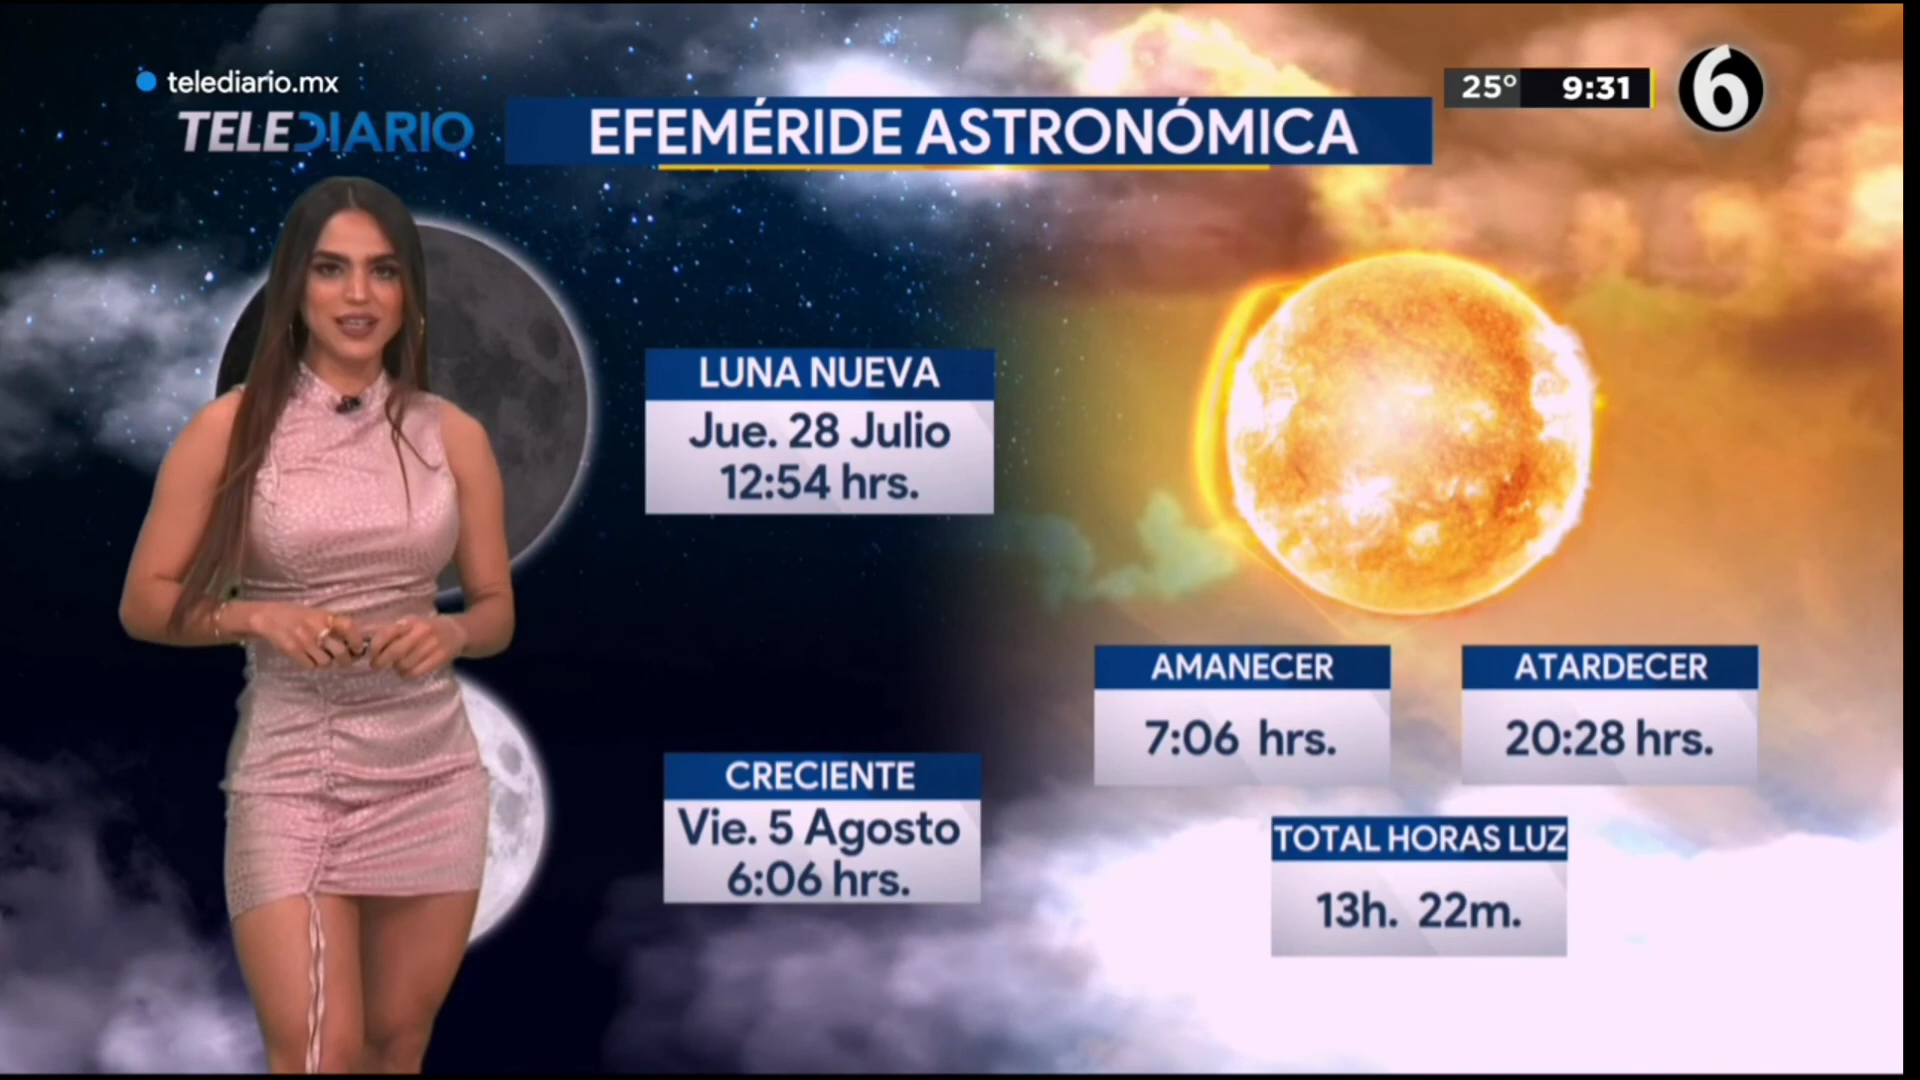 telediario.mx
TELEDIARIO
EFEMÉRIDE ASTRONÓMICA
25° 9:31
6
LUNA NUEVA
Jue. 28 Julio
12:54 hrs.
AMANECER
7:06 hrs.
ATARDECER
20:28 hrs.
CRECIENTE
Vie. 5 Agosto
6:06 hrs.
TOTAL HORAS LUZ
13h. 22m.